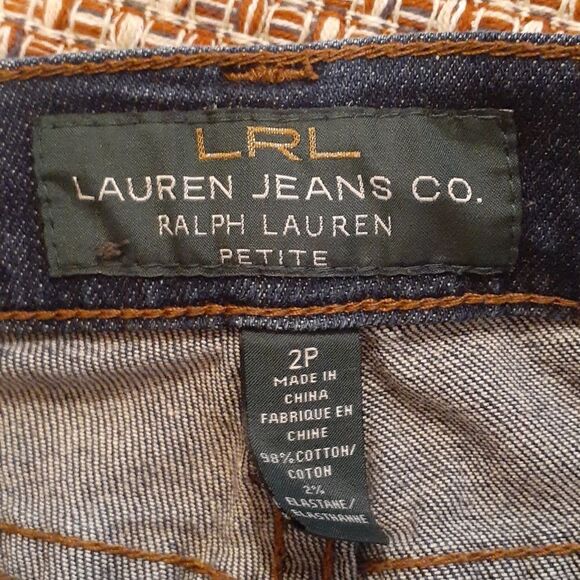 LRL
LAUREN JEANS CO.
RALPH LAUREN
PETITE
2P
MADE IN
CHINA
FABRIQUE EN
CHINE
98% COTTON/
COTON
2%
ELASTANE/
ELASTHANNE